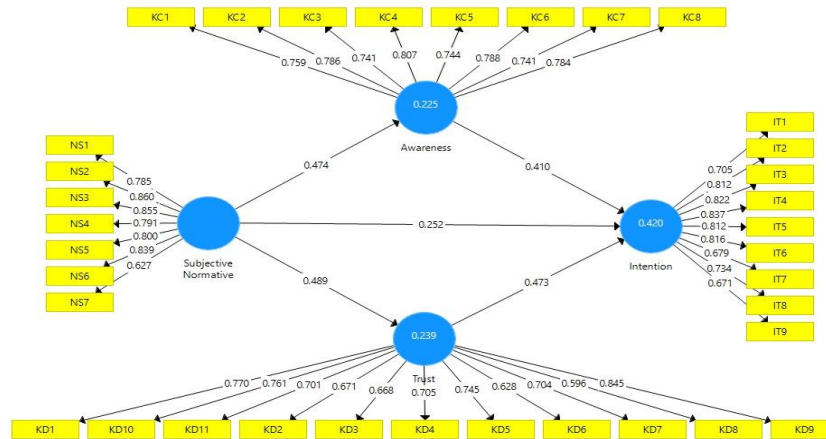 KC1 KC2 KC3 KC4 KC5 KC6 KC7 KC8
0.759 0.786 0.741 0.807 0.744 0.788 0.741 0.784
0.225
Awareness
NS1
NS2
NS3
NS4
NS5
NS6
NS7
0.785
0.860
0.855
0.791
0.800
0.839
0.627
Subjective
Normative
0.474
0.410
0.252
0.489
0.473
0.420
Intention
0.705
0.812
0.822
0.837
0.812
0.816
0.679
0.734
0.671
IT1
IT2
IT3
IT4
IT5
IT6
IT7
IT8
IT9
0.239
Trust
0.770 0.761 0.701 0.671 0.668 0.705 0.745 0.628 0.704 0.596 0.845
KD1 KD10 KD11 KD2 KD3 KD4 KD5 KD6 KD7 KD8 KD9